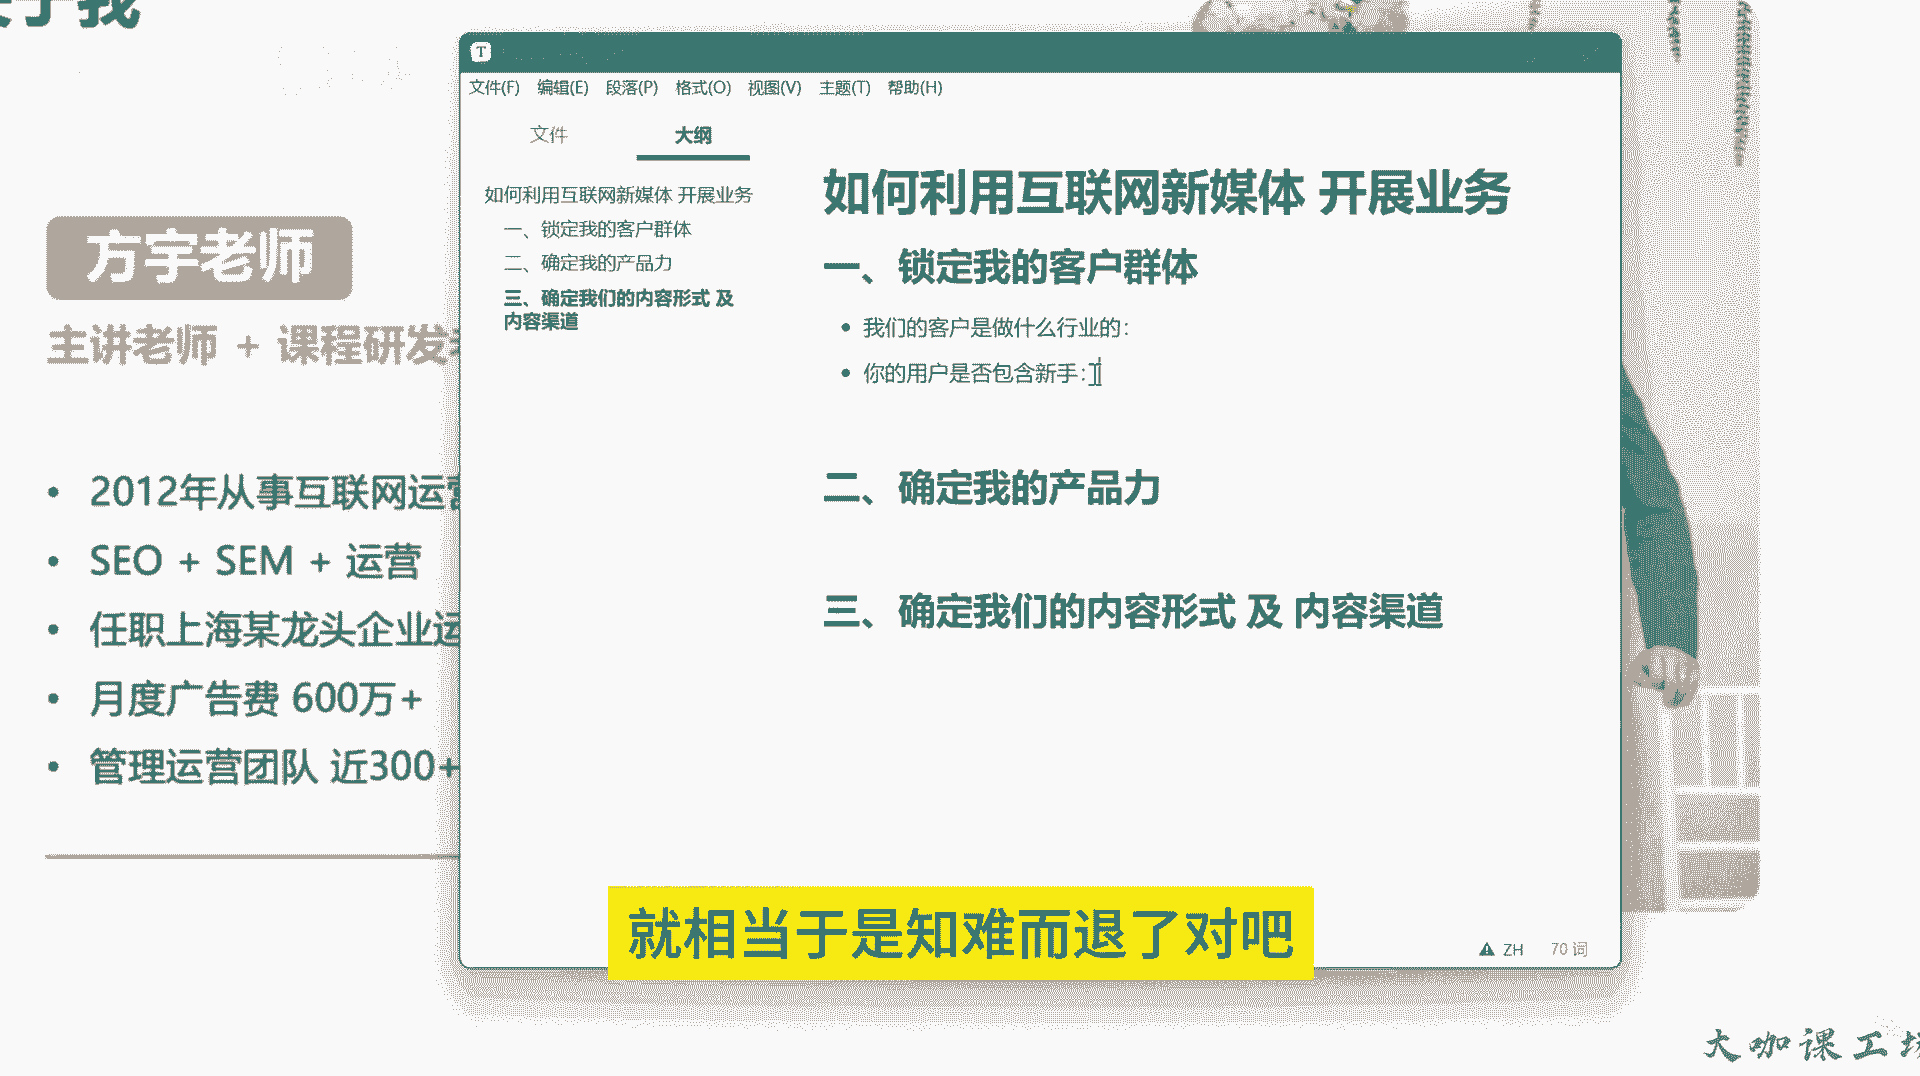 方宇老师
主讲老师 + 课程研发
2012年从事互联网运营
SEO + SEM + 运营
任职上海某龙头企业运
月度广告费 600万+
管理运营团队 近300+
T
文件(F) 编辑(E) 段落(P) 格式(O) 视图(V) 主题(T) 帮助(H)
文件 大纲
如何利用互联网新媒体 开展业务
一、锁定我的客户群体
二、确定我的产品力
三、确定我们的内容形式 及
内容渠道
如何利用互联网新媒体 开展业务
一、锁定我的客户群体
我们的客户是做什么行业的：
你的用户是否包含新手：
二、确定我的产品力
三、确定我们的内容形式 及 内容渠道
就相当于是知难而退了对吧
ZH 70 词
大咖课工场